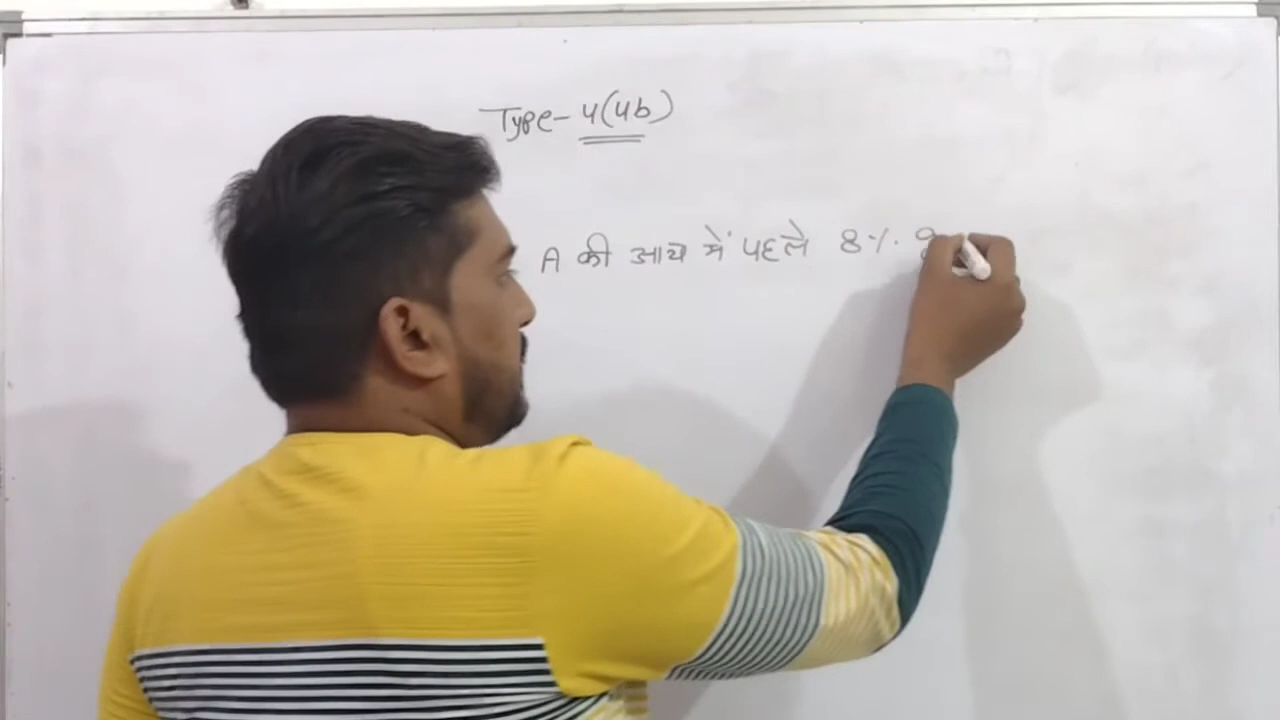 Type- 4(4b)
A की आय में पहले 8%.